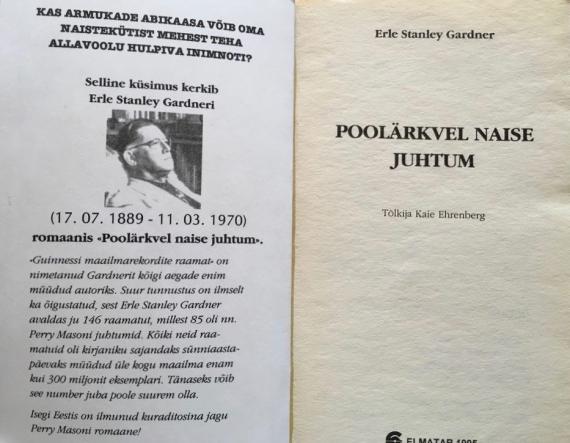 KAS ARMUKADE ABIKAASA VÕIB OMA
NAISTEKÜTIST MEHEST TEHA
ALLAVOOLU HULPIVA INIMNOTI?
Selline küsimus kerkib
Erle Stanley Gardneri
(17. 07. 1889 - 11. 03. 1970)
romaanis «Poolärkvel naise juhtum».
«Guinnessi maailmarekordite raamat» on
nimetanud Gardnerit kõigi aegade enim
müüdud autoriks. Suur tunnustus on ilmselt
ka õigustatud, sest Erle Stanley Gardner
avaldas ju 146 raamatut, millest 85 oli nn.
Perry Masoni juhtumid. Kõiki neid raa-
matuid oli kirjaniku sajandaks sünniaasta-
päevaks müüdud üle kogu maailma enam
kui 300 miljonit eksemplari. Tänaseks võib
see number juba poole suurem olla.
Isegi Eestis on ilmunud kuraditosina jagu
Perry Masoni romaane!
Erle Stanley Gardner
POOLÄRKVEL NAISE
JUHTUM
Tõlkija Kaie Ehrenberg
ELMATAR 1995